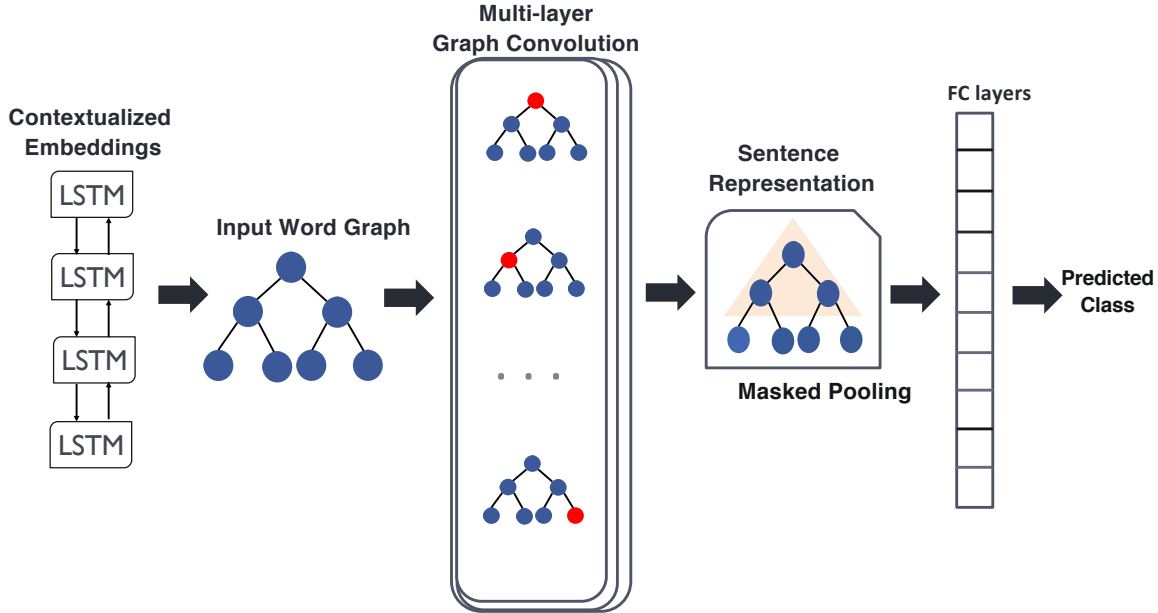 Contextualized
Embeddings
LSTM
LSTM
LSTM
LSTM
Input Word Graph
Multi-layer
Graph Convolution
Sentence
Representation
Masked Pooling
FC layers
Predicted
Class